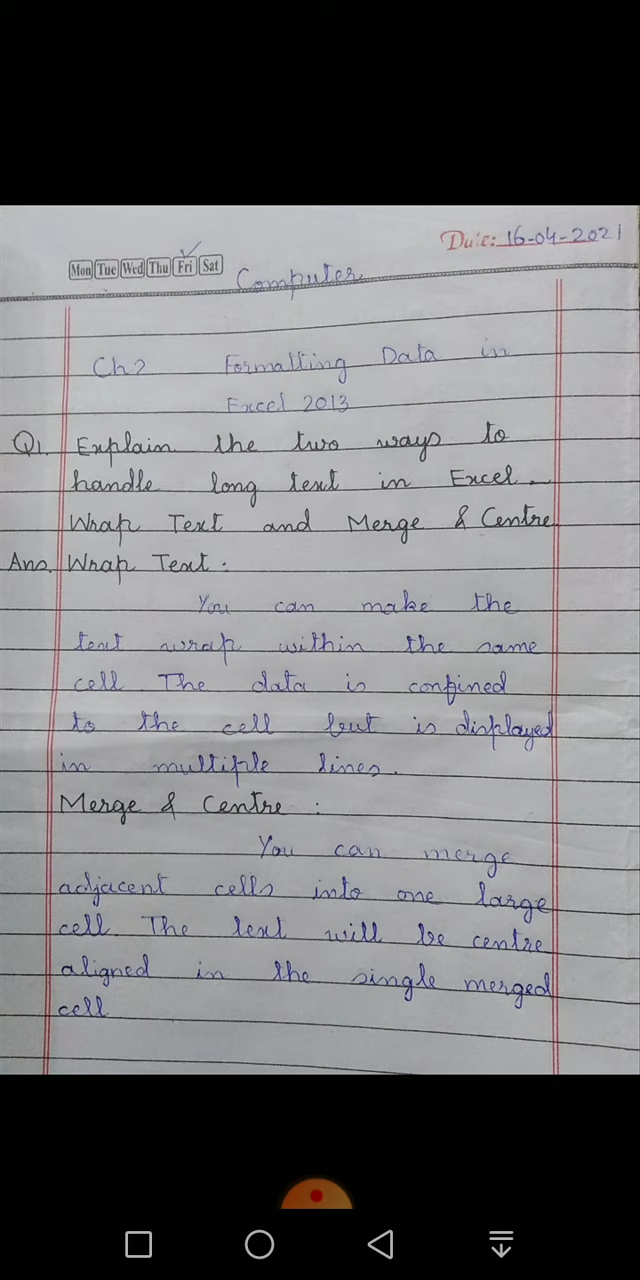 Date: 16-04-2021
Mon Tue Wed Thu Fri Sat
Computer
Ch2 Formatting Data in
Excel 2013
Q1. Explain the two ways to
handle long text in Excel.
Wrap Text and Merge & Centre
Ans. Wrap Text :
You can make the
text wrap within the same
cell. The data is confined
to the cell but is displayed
in multiple lines.
Merge & Centre :
You can merge
adjacent cells into one large
cell. The text will be centre
aligned in the single merged
cell